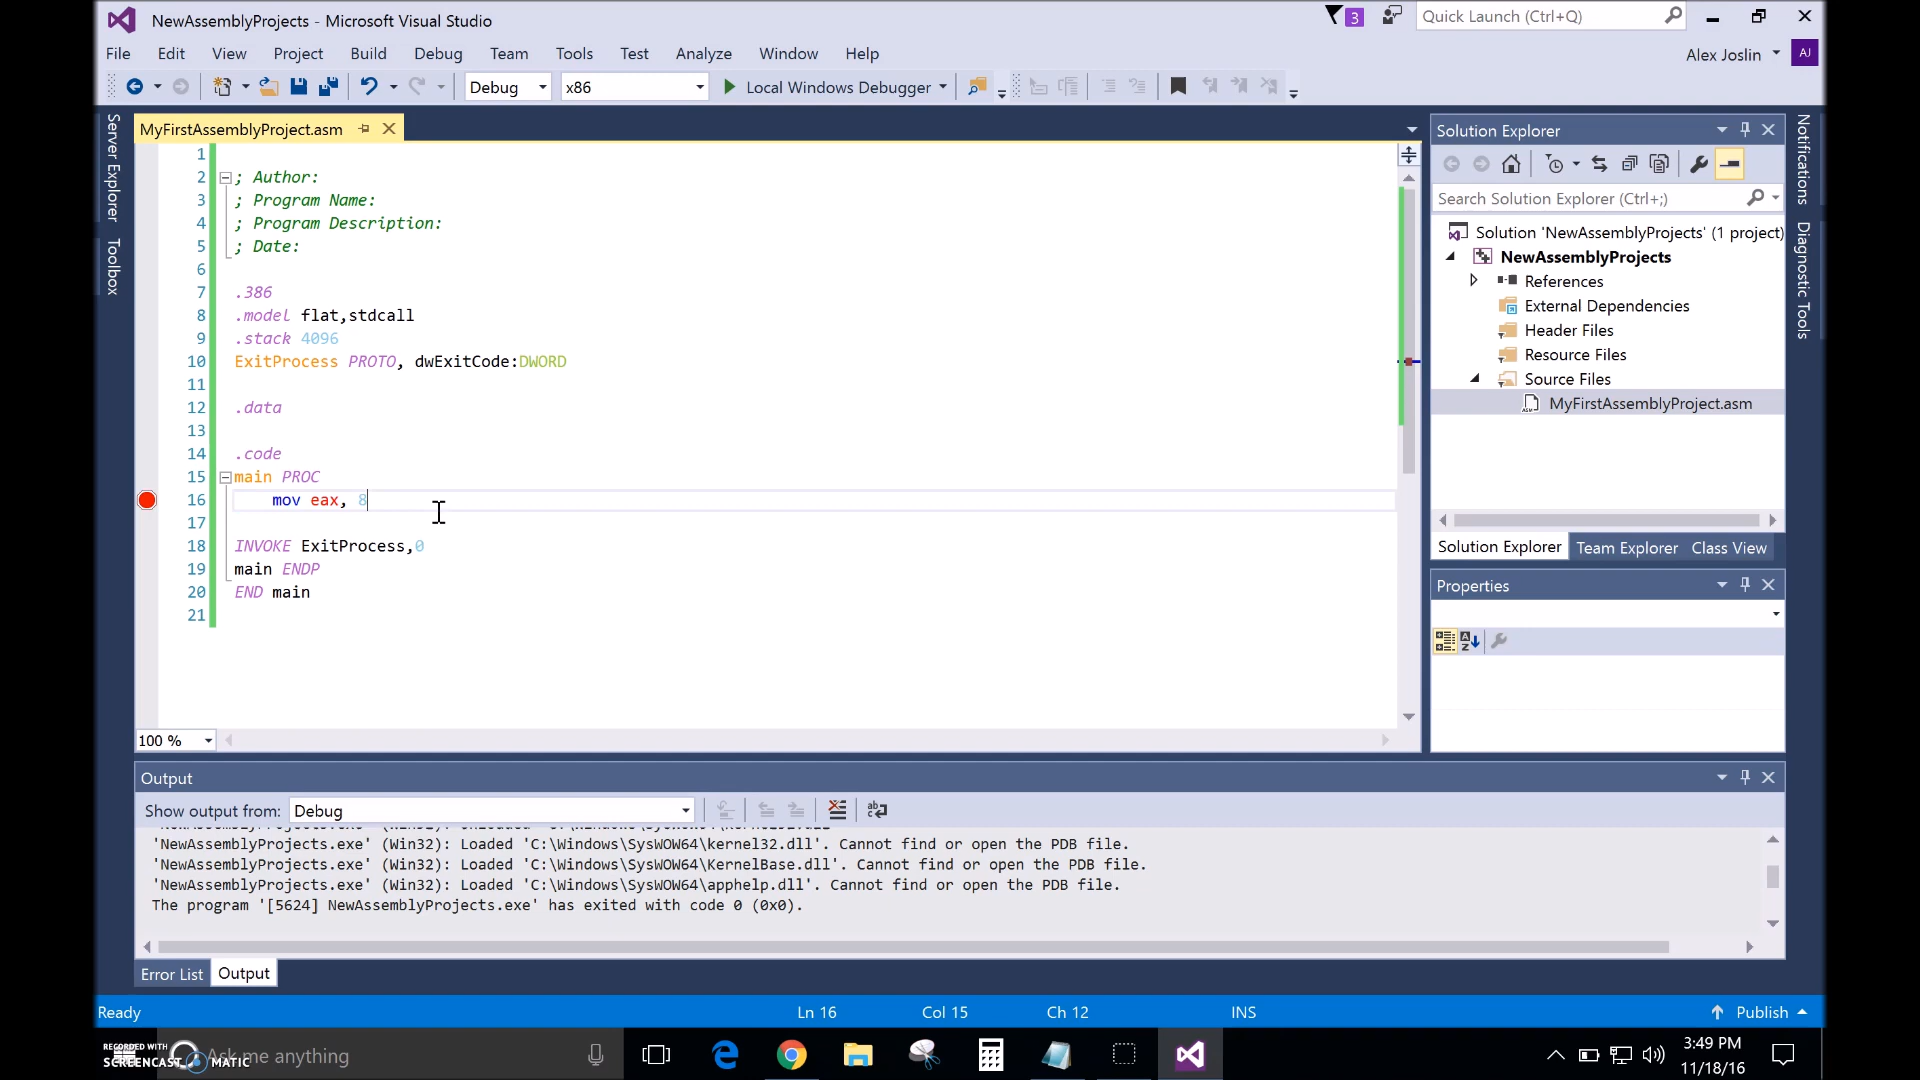 NewAssemblyProjects - Microsoft Visual Studio
3
Quick Launch (Ctrl+Q)
File Edit View Project Build Debug Team Tools Test Analyze Window Help
Alex Joslin AJ
Debug x86 Local Windows Debugger
Server Explorer
Toolbox
MyFirstAssemblyProject.asm
1
2 ; Author:
3 ; Program Name:
4 ; Program Description:
5 ; Date:
6
7 .386
8 .model flat,stdcall
9 .stack 4096
10 ExitProcess PROTO, dwExitCode:DWORD
11
12 .data
13
14 .code
15 main PROC
16 mov eax, 8
17
18 INVOKE ExitProcess,0
19 main ENDP
20 END main
21
100 %
Solution Explorer
Search Solution Explorer (Ctrl+;)
Solution 'NewAssemblyProjects' (1 project)
NewAssemblyProjects
References
External Dependencies
Header Files
Resource Files
Source Files
MyFirstAssemblyProject.asm
Solution Explorer Team Explorer Class View
Properties
Notifications
Diagnostic Tools
Output
Show output from: Debug
'NewAssemblyProjects.exe' (Win32): Loaded 'C:\Windows\SysWOW64\kernel32.dll'. Cannot find or open the PDB file.
'NewAssemblyProjects.exe' (Win32): Loaded 'C:\Windows\SysWOW64\KernelBase.dll'. Cannot find or open the PDB file.
'NewAssemblyProjects.exe' (Win32): Loaded 'C:\Windows\SysWOW64\apphelp.dll'. Cannot find or open the PDB file.
The program '[5624] NewAssemblyProjects.exe' has exited with code 0 (0x0).
Error List Output
Ready Ln 16 Col 15 Ch 12 INS Publish
RECORDED WITH
SCREENCAST MATIC
Ask me anything
3:49 PM
11/18/16